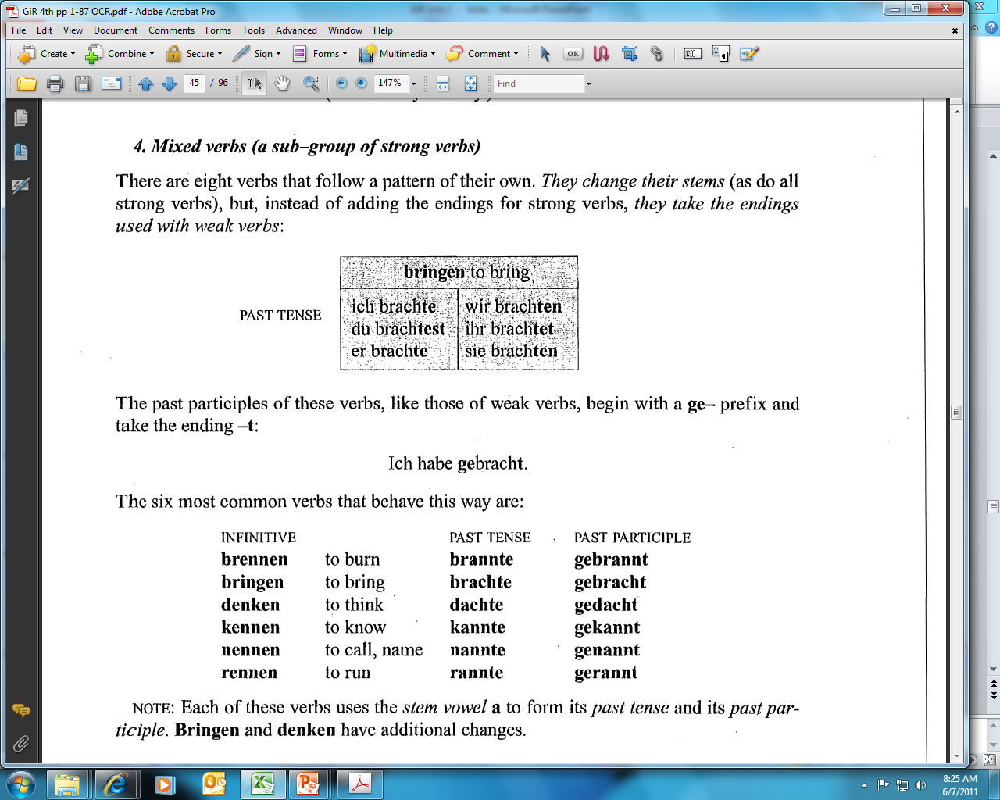 GiR 4th pp 1-87 OCR.pdf - Adobe Acrobat Pro
File Edit View Document Comments Forms Tools Advanced Window Help
Create Combine Secure Sign Forms Multimedia Comment OK
45 / 96 147% Find
4. Mixed verbs (a sub–group of strong verbs)
There are eight verbs that follow a pattern of their own. They change their stems (as do all
strong verbs), but, instead of adding the endings for strong verbs, they take the endings
used with weak verbs:
bringen to bring
PAST TENSE
ich brachte wir brachten
du brachtest ihr brachtet
er brachte sie brachten
The past participles of these verbs, like those of weak verbs, begin with a ge– prefix and
take the ending –t:
Ich habe gebracht.
The six most common verbs that behave this way are:
INFINITIVE PAST TENSE PAST PARTICIPLE
brennen to burn brannte gebrannt
bringen to bring brachte gebracht
denken to think dachte gedacht
kennen to know kannte gekannt
nennen to call, name nannte genannt
rennen to run rannte gerannt
NOTE: Each of these verbs uses the stem vowel a to form its past tense and its past par-
ticiple. Bringen and denken have additional changes.
8:25 AM
6/7/2011